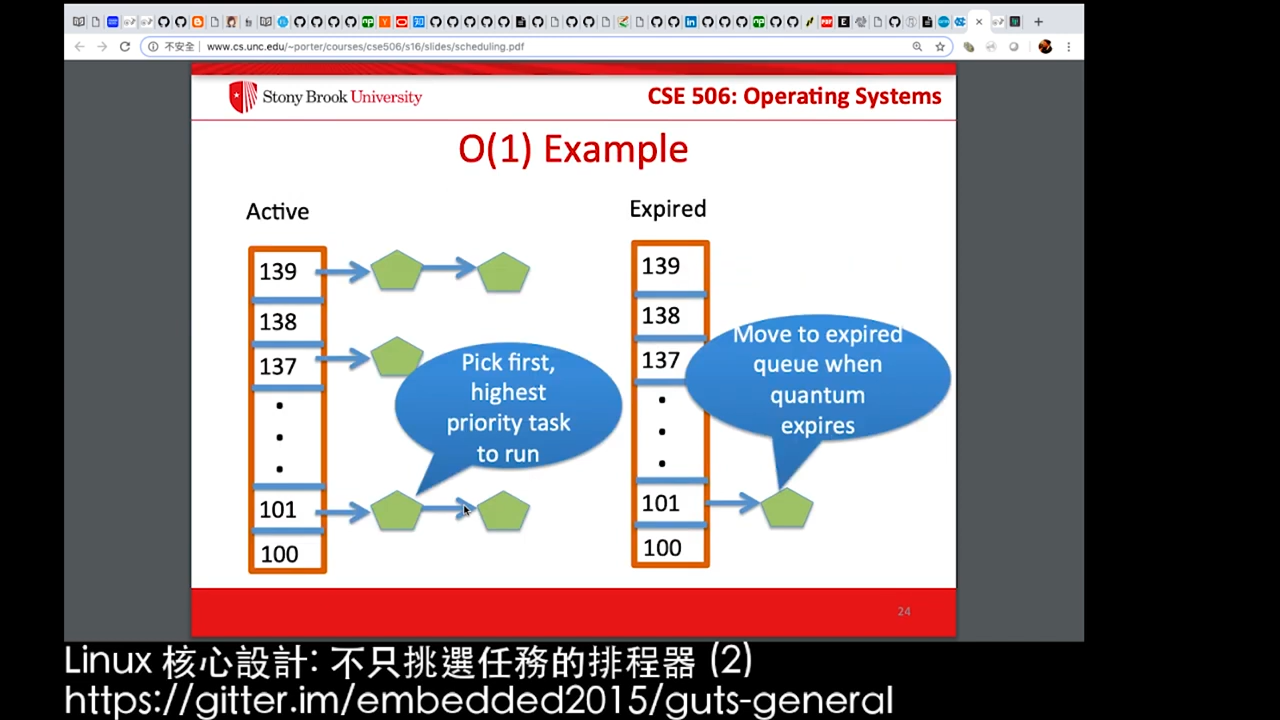 不安全 www.cs.unc.edu/~porter/courses/cse506/s16/slides/scheduling.pdf
Stony Brook University
CSE 506: Operating Systems
O(1) Example
Active
Expired
139
138
137
101
100
Pick first,
highest
priority task
to run
139
138
137
101
100
Move to expired
queue when
quantum
expires
24
Linux 核心設計: 不只挑選任務的排程器 (2)
https://gitter.im/embedded2015/guts-general